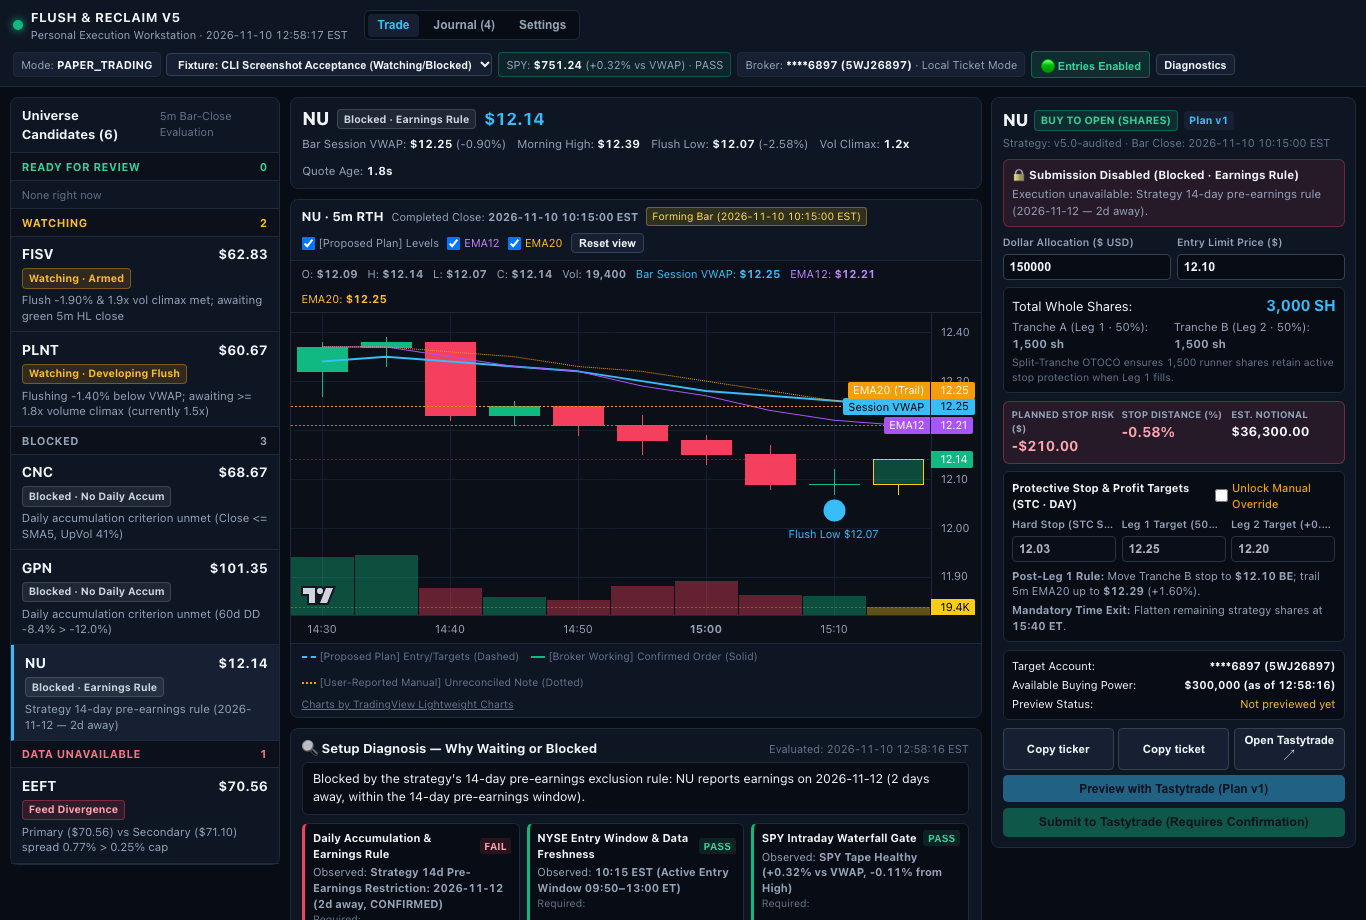 FLUSH & RECLAIM V5
Personal Execution Workstation · 2026-11-10 12:58:17 EST
Trade
Journal (4)
Settings
Mode: PAPER_TRADING
Fixture: CLI Screenshot Acceptance (Watching/Blocked)
SPY: $751.24 (+0.32% vs VWAP) · PASS
Broker: ****6897 (5WJ26897) · Local Ticket Mode
Entries Enabled
Diagnostics
Universe
Candidates (6)
5m Bar-Close
Evaluation
READY FOR REVIEW 0
None right now
WATCHING 2
FISV $62.83
Watching · Armed
Flush -1.90% & 1.9x vol climax met; awaiting
green 5m HL close
PLNT $60.67
Watching · Developing Flush
Flushing -1.40% below VWAP; awaiting >=
1.8x volume climax (currently 1.5x)
BLOCKED 3
CNC $68.67
Blocked · No Daily Accum
Daily accumulation criterion unmet (Close <=
SMA5, UpVol 41%)
GPN $101.35
Blocked · No Daily Accum
Daily accumulation criterion unmet (60d DD
-8.4% > -12.0%)
NU $12.14
Blocked · Earnings Rule
Strategy 14-day pre-earnings rule (2026-
11-12 — 2d away)
DATA UNAVAILABLE 1
EEFT $70.56
Feed Divergence
Primary ($70.56) vs Secondary ($71.10)
spread 0.77% > 0.25% cap
NU Blocked · Earnings Rule $12.14
Bar Session VWAP: $12.25 (-0.90%) Morning High: $12.39 Flush Low: $12.07 (-2.58%) Vol Climax: 1.2x
Quote Age: 1.8s
NU · 5m RTH Completed Close: 2026-11-10 10:15:00 EST Forming Bar (2026-11-10 10:15:00 EST)
[Proposed Plan] Levels EMA12 EMA20 Reset view
O: $12.09 H: $12.14 L: $12.07 C: $12.14 Vol: 19,400 Bar Session VWAP: $12.25 EMA12: $12.21
EMA20: $12.25
12.40
12.30
EMA20 (Trail) 12.25
Session VWAP 12.25
EMA12 12.21
12.14
12.10
Flush Low $12.07
12.00
11.90
19.4K
14:30 14:40 14:50 15:00 15:10
[Proposed Plan] Entry/Targets (Dashed) [Broker Working] Confirmed Order (Solid)
[User-Reported Manual] Unreconciled Note (Dotted)
Charts by TradingView Lightweight Charts
Setup Diagnosis — Why Waiting or Blocked
Evaluated: 2026-11-10 12:58:16 EST
Blocked by the strategy's 14-day pre-earnings exclusion rule: NU reports earnings on 2026-11-12 (2 days
away, within the 14-day pre-earnings window).
Daily Accumulation &
Earnings Rule
FAIL
Observed: Strategy 14d Pre-
Earnings Restriction: 2026-11-12
(2d away, CONFIRMED)
Required:
NYSE Entry Window & Data
Freshness
PASS
Observed: 10:15 EST (Active Entry
Window 09:50–13:00 ET)
Required:
SPY Intraday Waterfall Gate PASS
Observed: SPY Tape Healthy
(+0.32% vs VWAP, -0.11% from
High)
Required:
NU BUY TO OPEN (SHARES) Plan v1
Strategy: v5.0-audited · Bar Close: 2026-11-10 10:15:00 EST
Submission Disabled (Blocked · Earnings Rule)
Execution unavailable: Strategy 14-day pre-earnings rule
(2026-11-12 — 2d away).
Dollar Allocation ($ USD) Entry Limit Price ($)
150000 12.10
Total Whole Shares: 3,000 SH
Tranche A (Leg 1 · 50%):
1,500 sh
Tranche B (Leg 2 · 50%):
1,500 sh
Split-Tranche OTOCO ensures 1,500 runner shares retain active
stop protection when Leg 1 fills.
PLANNED STOP RISK
($)
-$210.00
STOP DISTANCE (%)
-0.58%
EST. NOTIONAL
$36,300.00
Protective Stop & Profit Targets
(STC · DAY)
Unlock Manual
Override
Hard Stop (STC S... Leg 1 Target (50... Leg 2 Target (+0....
12.03 12.25 12.20
Post-Leg 1 Rule: Move Tranche B stop to $12.10 BE; trail
5m EMA20 up to $12.29 (+1.60%).
Mandatory Time Exit: Flatten remaining strategy shares at
15:40 ET.
Target Account: ****6897 (5WJ26897)
Available Buying Power: $300,000 (as of 12:58:16)
Preview Status: Not previewed yet
Copy ticker
Copy ticket
Open Tastytrade
↗
Preview with Tastytrade (Plan v1)
Submit to Tastytrade (Requires Confirmation)